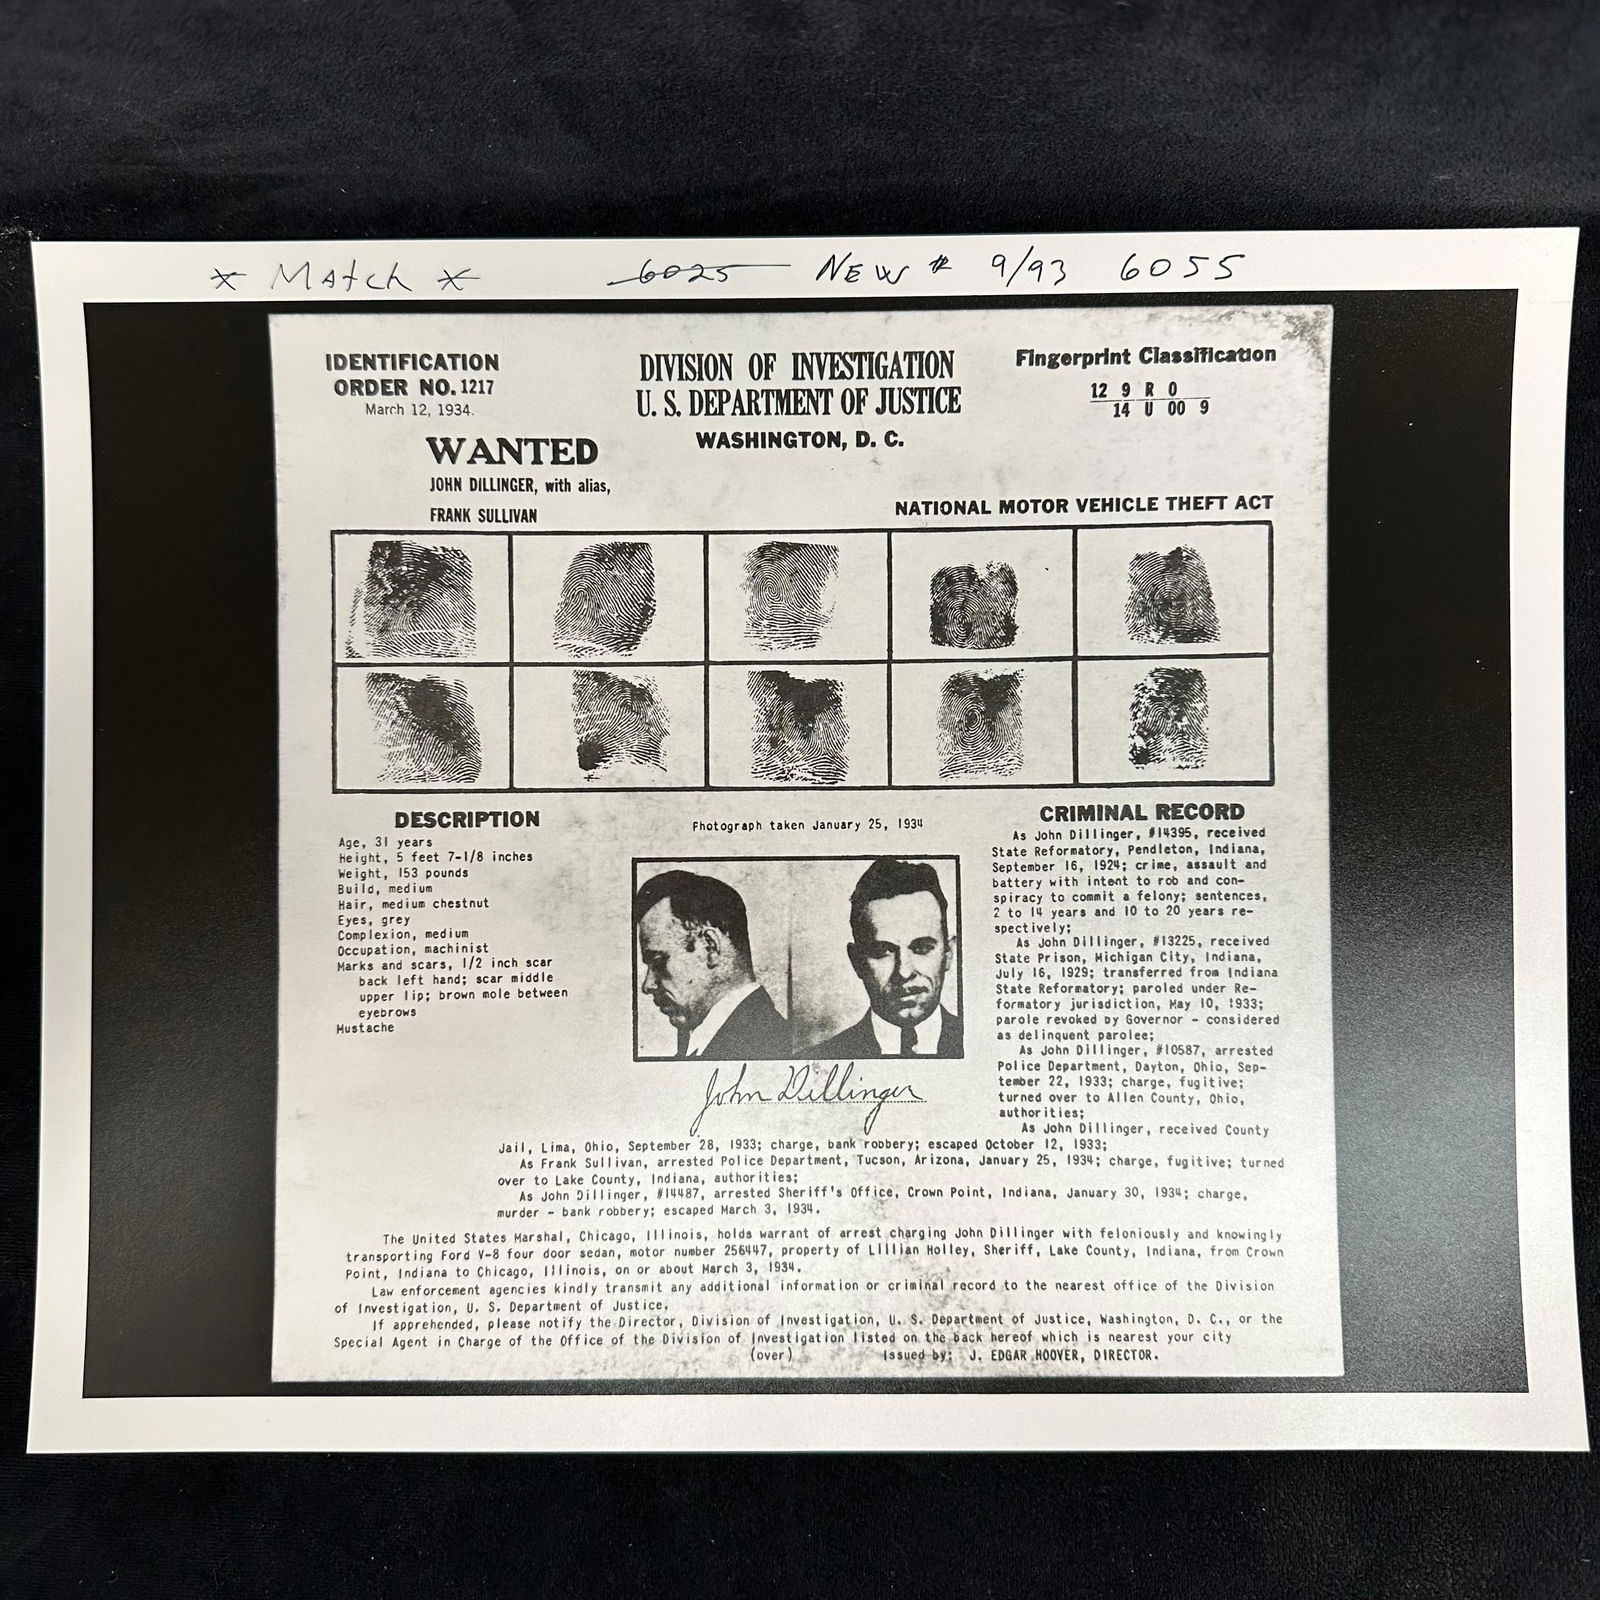 * Match * 6025 New # 9/93 6055
IDENTIFICATION
ORDER NO. 1217
March 12, 1934.
DIVISION OF INVESTIGATION
U. S. DEPARTMENT OF JUSTICE
WASHINGTON, D. C.
Fingerprint Classification
12 9 R 0
14 U 00 9
WANTED
JOHN DILLINGER, with alias,
FRANK SULLIVAN
NATIONAL MOTOR VEHICLE THEFT ACT
DESCRIPTION
Age, 31 years
Height, 5 feet 7-1/8 inches
Weight, 153 pounds
Build, medium
Hair, medium chestnut
Eyes, grey
Complexion, medium
Occupation, machinist
Marks and scars, 1/2 inch scar
back left hand; scar middle
upper lip; brown mole between
eyebrows
Mustache
Photograph taken January 25, 1934
John Dillinger
CRIMINAL RECORD
As John Dillinger, #14395, received
State Reformatory, Pendleton, Indiana,
September 16, 1924; crime, assault and
battery with intent to rob and con-
spiracy to commit a felony; sentences,
2 to 14 years and 10 to 20 years re-
spectively;
As John Dillinger, #13225, received
State Prison, Michigan City, Indiana,
July 16, 1929; transferred from Indiana
State Reformatory; paroled under Re-
formatory jurisdiction, May 10, 1933;
parole revoked by Governor - considered
as delinquent parolee;
As John Dillinger, #10587, arrested
Police Department, Dayton, Ohio, Sep-
tember 22, 1933; charge, fugitive;
turned over to Allen County, Ohio,
authorities;
As John Dillinger, received County
Jail, Lima, Ohio, September 28, 1933; charge, bank robbery; escaped October 12, 1933;
As Frank Sullivan, arrested Police Department, Tucson, Arizona, January 25, 1934; charge, fugitive; turned
over to Lake County, Indiana, authorities;
As John Dillinger, #14487, arrested Sheriff's Office, Crown Point, Indiana, January 30, 1934; charge,
murder - bank robbery; escaped March 3, 1934.
The United States Marshal, Chicago, Illinois, holds warrant of arrest charging John Dillinger with feloniously and knowingly
transporting Ford V-8 four door sedan, motor number 256447, property of Lillian Holley, Sheriff, Lake County, Indiana, from Crown
Point, Indiana to Chicago, Illinois, on or about March 3, 1934.
Law enforcement agencies kindly transmit any additional information or criminal record to the nearest office of the Division
of Investigation, U. S. Department of Justice.
If apprehended, please notify the Director, Division of Investigation, U. S. Department of Justice, Washington, D. C., or the
Special Agent in Charge of the Office of the Division of Investigation listed on the back hereof which is nearest your city
(over) Issued by: J. EDGAR HOOVER, DIRECTOR.